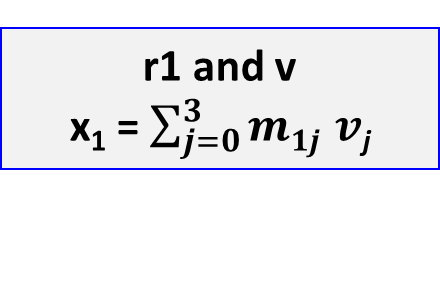 r1 and v
x₁ = ∑³ⱼ₌₀ m₁ⱼ vⱼ